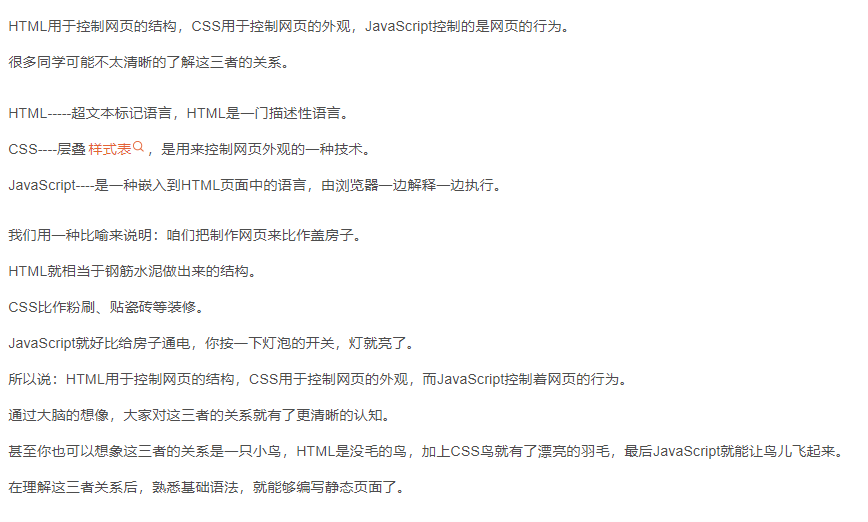 HTML用于控制网页的结构，CSS用于控制网页的外观，JavaScript控制的是网页的行为。
很多同学可能不太清晰的了解这三者的关系。
HTML-----超文本标记语言，HTML是一门描述性语言。
CSS----层叠样式表，是用来控制网页外观的一种技术。
JavaScript----是一种嵌入到HTML页面中的语言，由浏览器一边解释一边执行。
我们用一种比喻来说明：咱们把制作网页来比作盖房子。
HTML就相当于钢筋水泥做出来的结构。
CSS比作粉刷、贴瓷砖等装修。
JavaScript就好比给房子通电，你按一下灯泡的开关，灯就亮了。
所以说：HTML用于控制网页的结构，CSS用于控制网页的外观，而JavaScript控制着网页的行为。
通过大脑的想像，大家对这三者的关系就有了更清晰的认知。
甚至你也可以想象这三者的关系是一只小鸟，HTML是没毛的鸟，加上CSS鸟就有了漂亮的羽毛，最后JavaScript就能让鸟儿飞起来。
在理解这三者关系后，熟悉基础语法，就能够编写静态页面了。